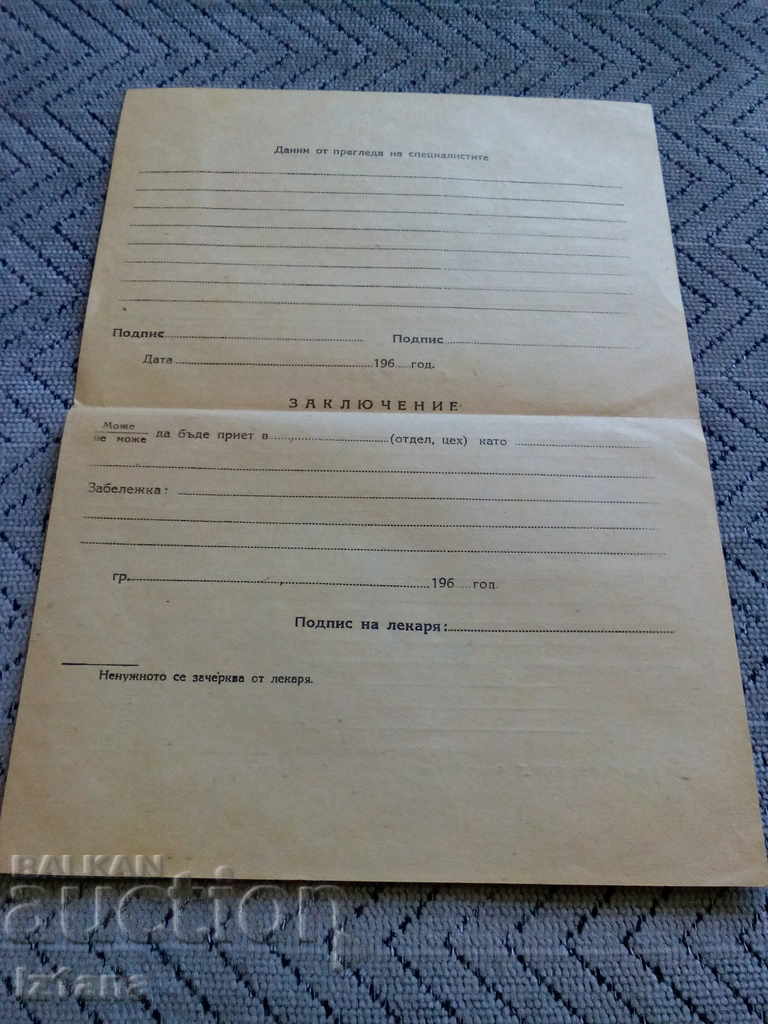 Данни от прегледа на специалистите
Подпис.......... Подпис..........
Дата..........196....год.
ЗАКЛЮЧЕНИЕ
Може
не може да бъде приет в..........(отдел, цех) като ..........
Забележка: ..........
гр...........196....год.
Подпис на лекаря:..........
Ненужното се зачерква от лекаря.
BALKAN
auction
Iztana